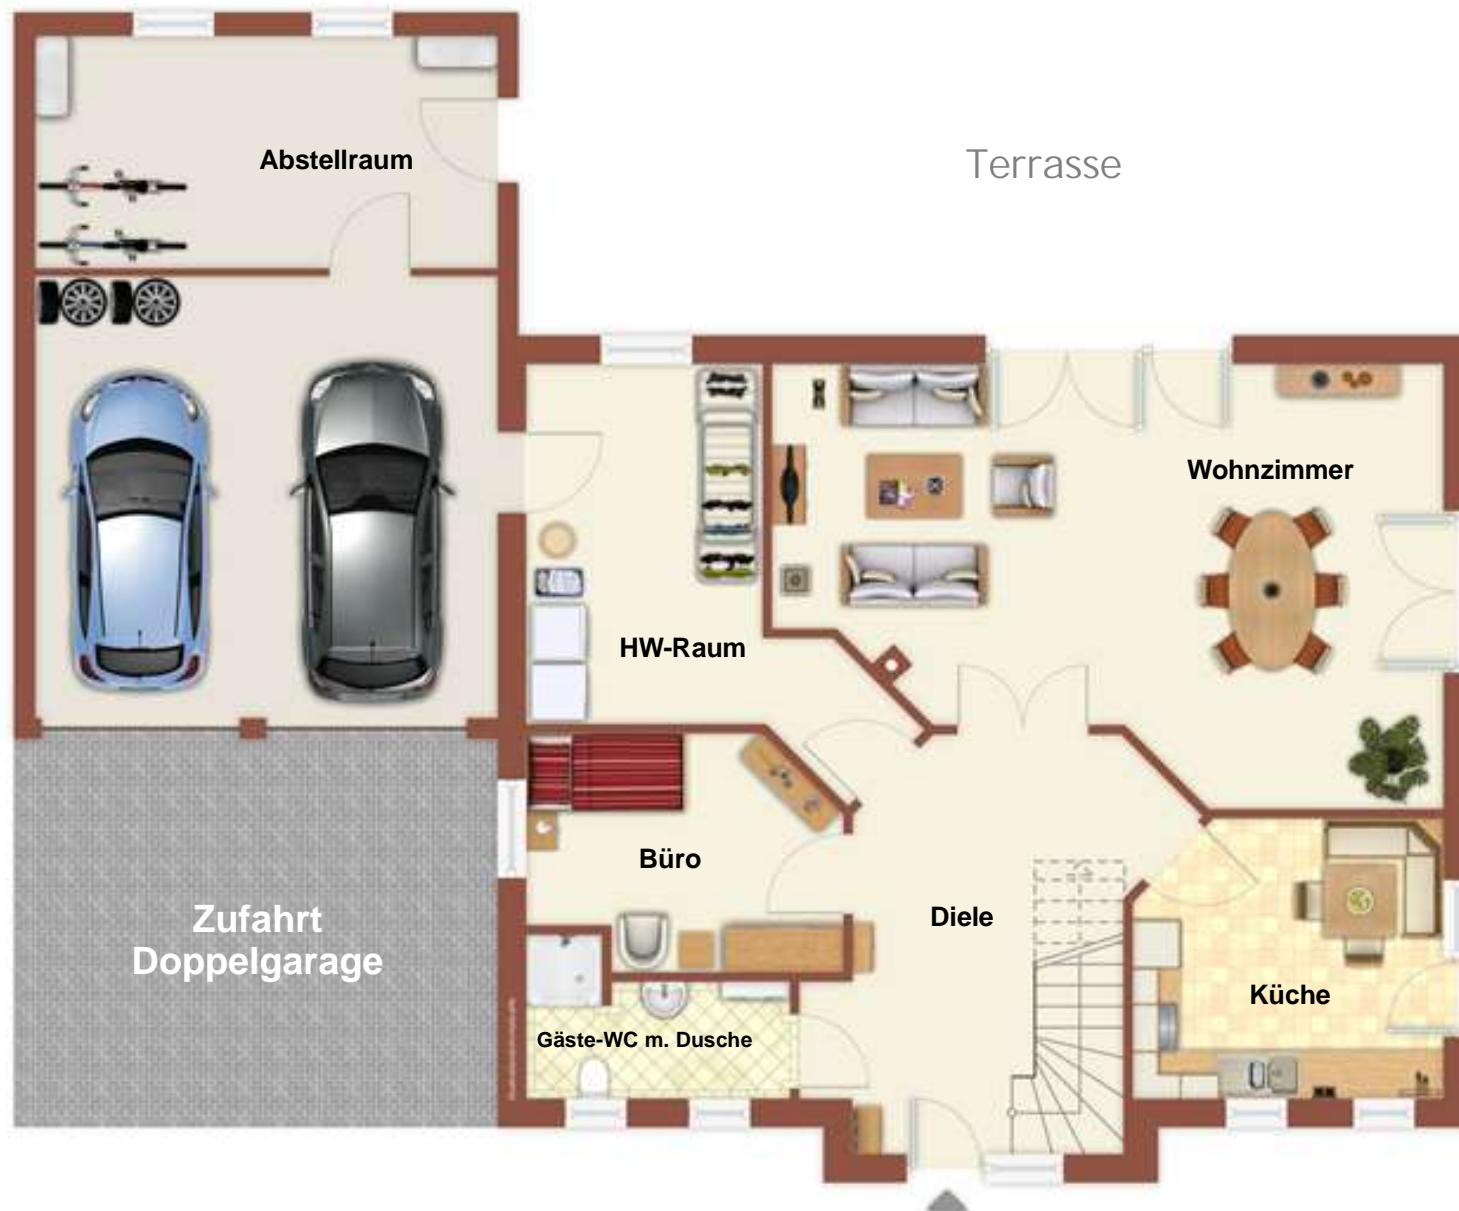 Abstellraum
Terrasse
Wohnzimmer
HW-Raum
Büro
Zufahrt
Doppelgarage
Diele
Küche
Gäste-WC m. Dusche